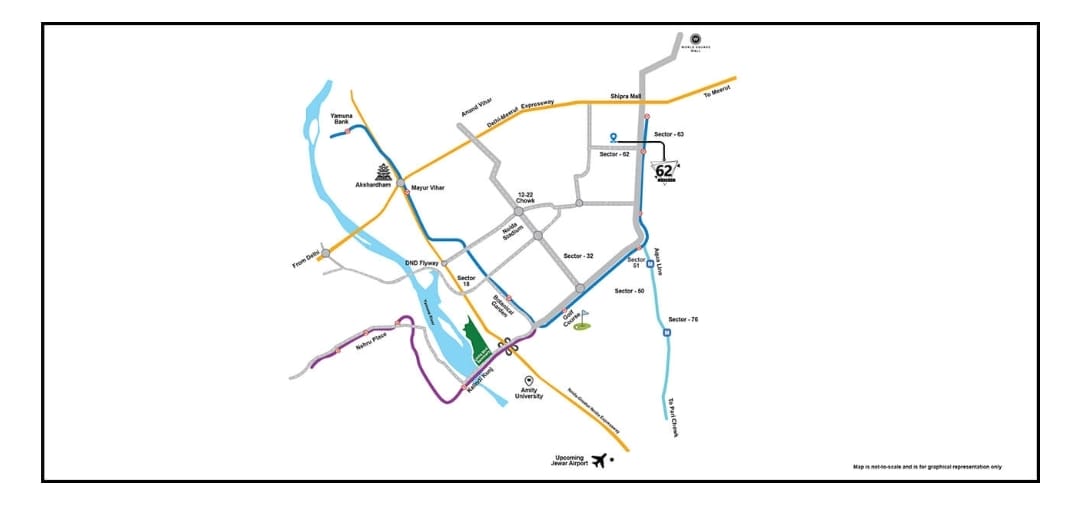 WORLD SQUARE
MALL
To Meerut
Shipra Mall
Anand Vihar
Delhi-Meerut Expressway
Yamuna
Bank
Sector - 63
Sector - 62
62
Akshardham
Mayur Vihar
12-22
Chowk
Noida
Stadium
From Delhi
DND Flyway
Sector - 32
Sector
51
Aqua Line
Sector
18
Sector - 50
Botanical
Garden
Yamuna River
Golf
Course
Sector - 76
Nehru Place
Kalindi Kunj
Amity
University
Noida-Greater Noida Expressway
To Pari Chowk
Upcoming
Jewar Airport
Map is not-to-scale and is for graphical representation only